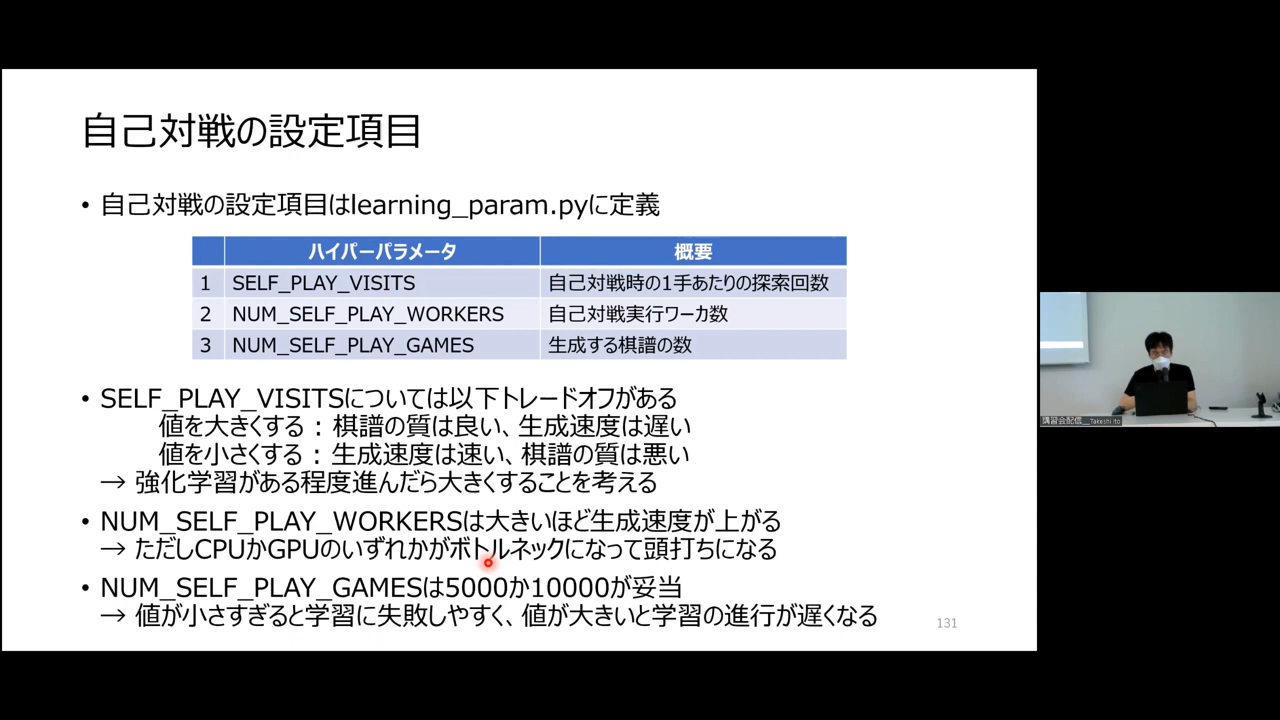 自己対戦の設定項目
• 自己対戦の設定項目はlearning_param.pyに定義
ハイパーパラメータ 概要
1 SELF_PLAY_VISITS 自己対戦時の1手あたりの探索回数
2 NUM_SELF_PLAY_WORKERS 自己対戦実行ワーカ数
3 NUM_SELF_PLAY_GAMES 生成する棋譜の数
• SELF_PLAY_VISITSについては以下トレードオフがある
値を大きくする : 棋譜の質は良い、生成速度は遅い
値を小さくする : 生成速度は速い、棋譜の質は悪い
→ 強化学習がある程度進んだら大きくすることを考える
• NUM_SELF_PLAY_WORKERSは大きいほど生成速度が上がる
→ ただしCPUかGPUのいずれかがボトルネックになって頭打ちになる
• NUM_SELF_PLAY_GAMESは5000か10000が妥当
→ 値が小さすぎると学習に失敗しやすく、値が大きいと学習の進行が遅くなる
131
講習会配信__Takeshi Ito